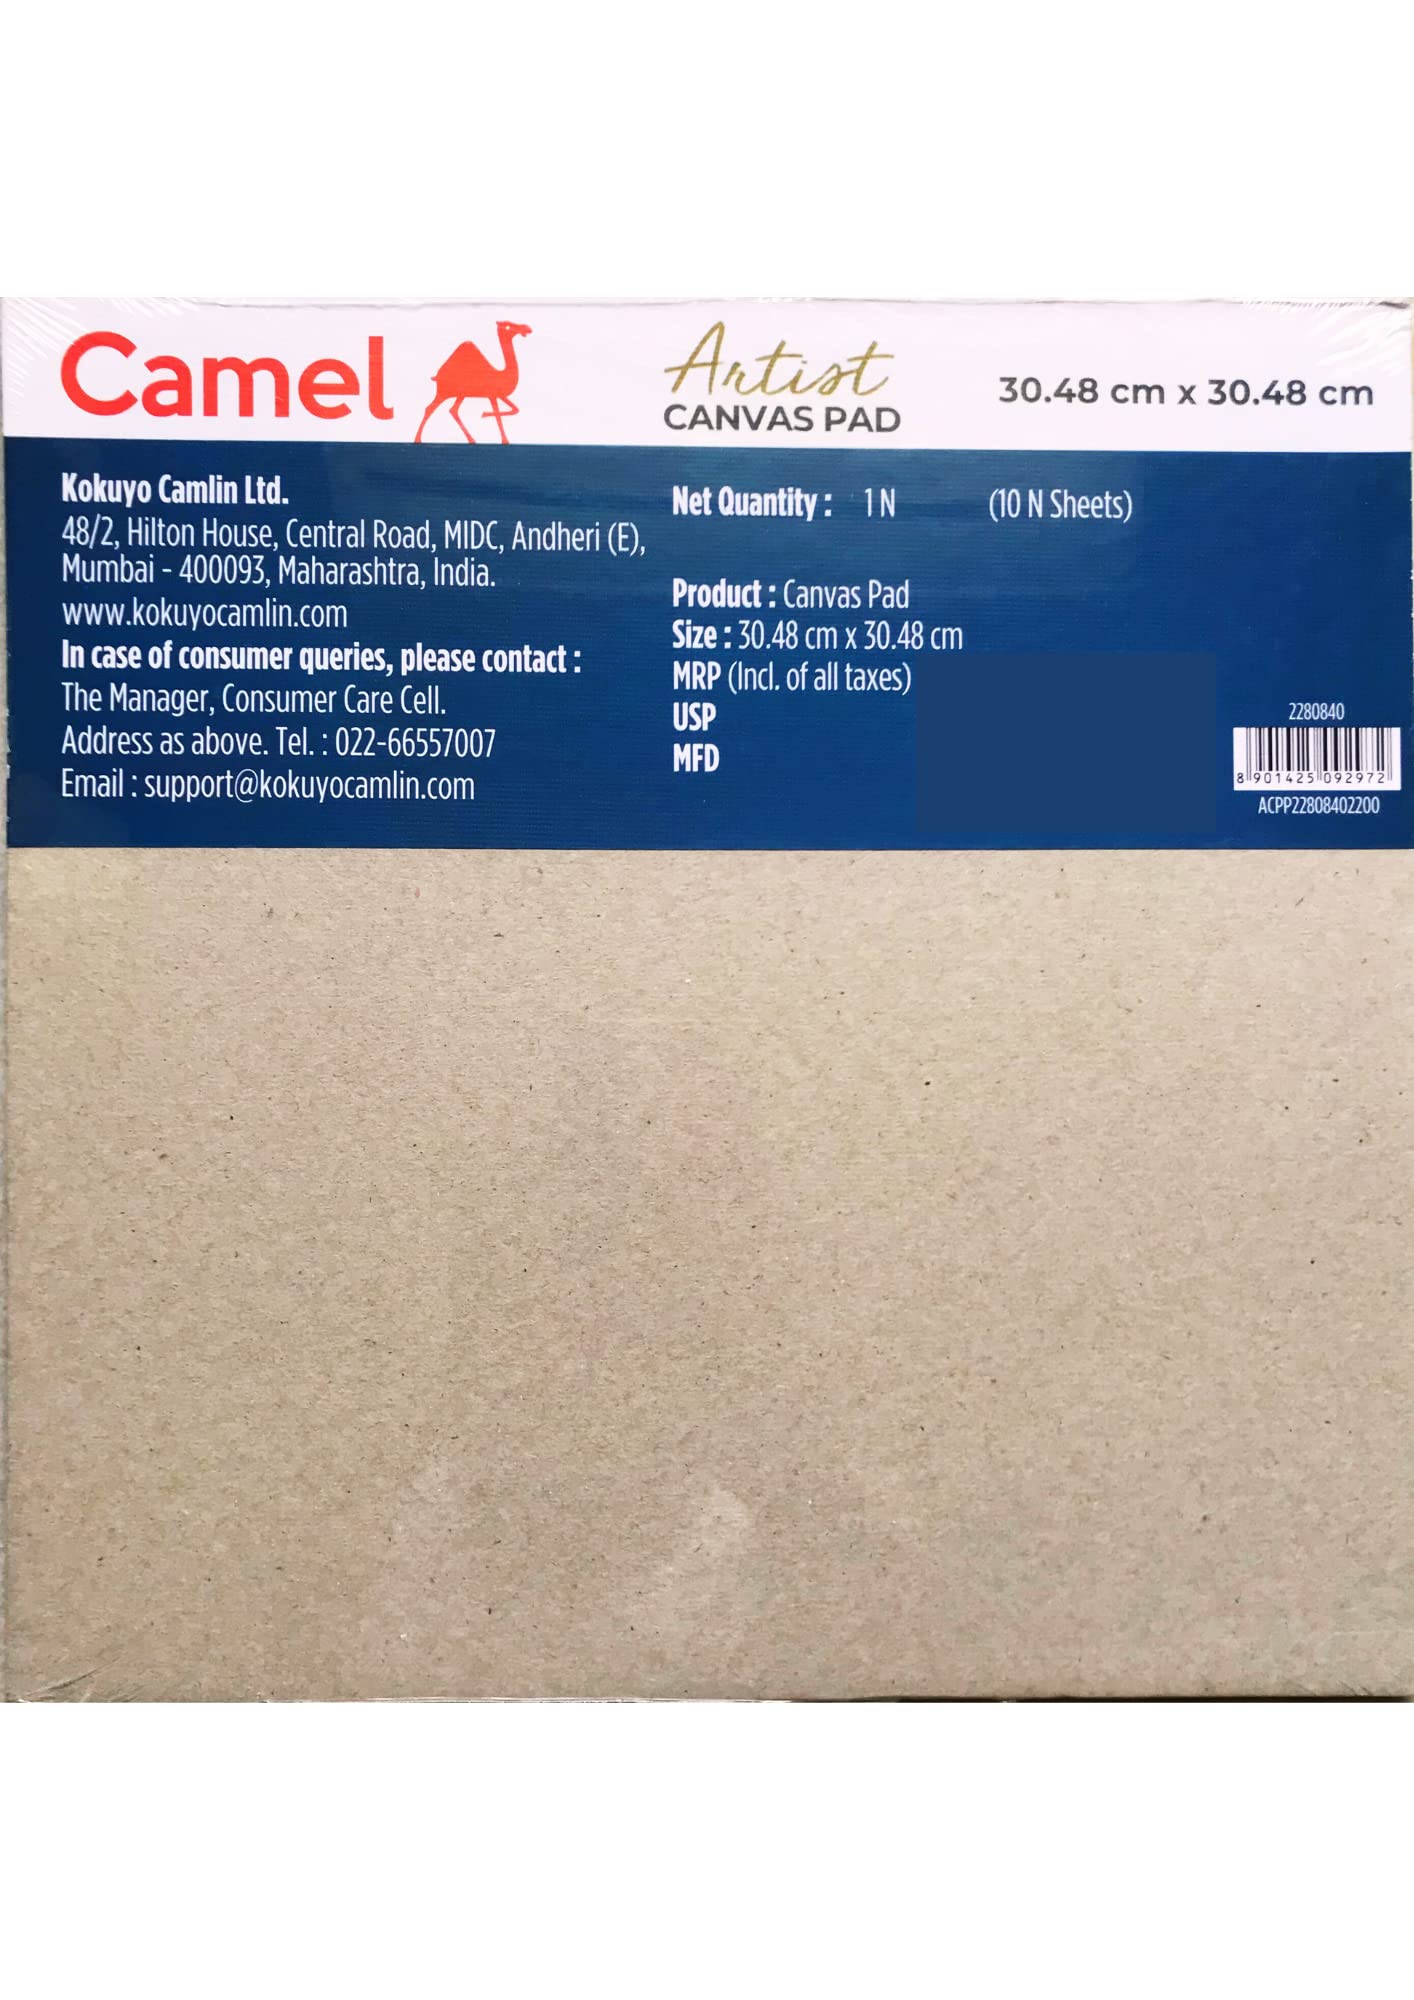 Camel
Artist
CANVAS PAD
30.48 cm x 30.48 cm
Kokuyo Camlin Ltd.
48/2, Hilton House, Central Road, MIDC, Andheri (E),
Mumbai - 400093, Maharashtra, India.
www.kokuyocamlin.com
In case of consumer queries, please contact :
The Manager, Consumer Care Cell.
Address as above. Tel. : 022-66557007
Email : support@kokuyocamlin.com
Net Quantity : 1 N (10 N Sheets)
Product : Canvas Pad
Size : 30.48 cm x 30.48 cm
MRP (Incl. of all taxes)
USP
MFD
2280840
8 901425 092972
ACPP22808402200